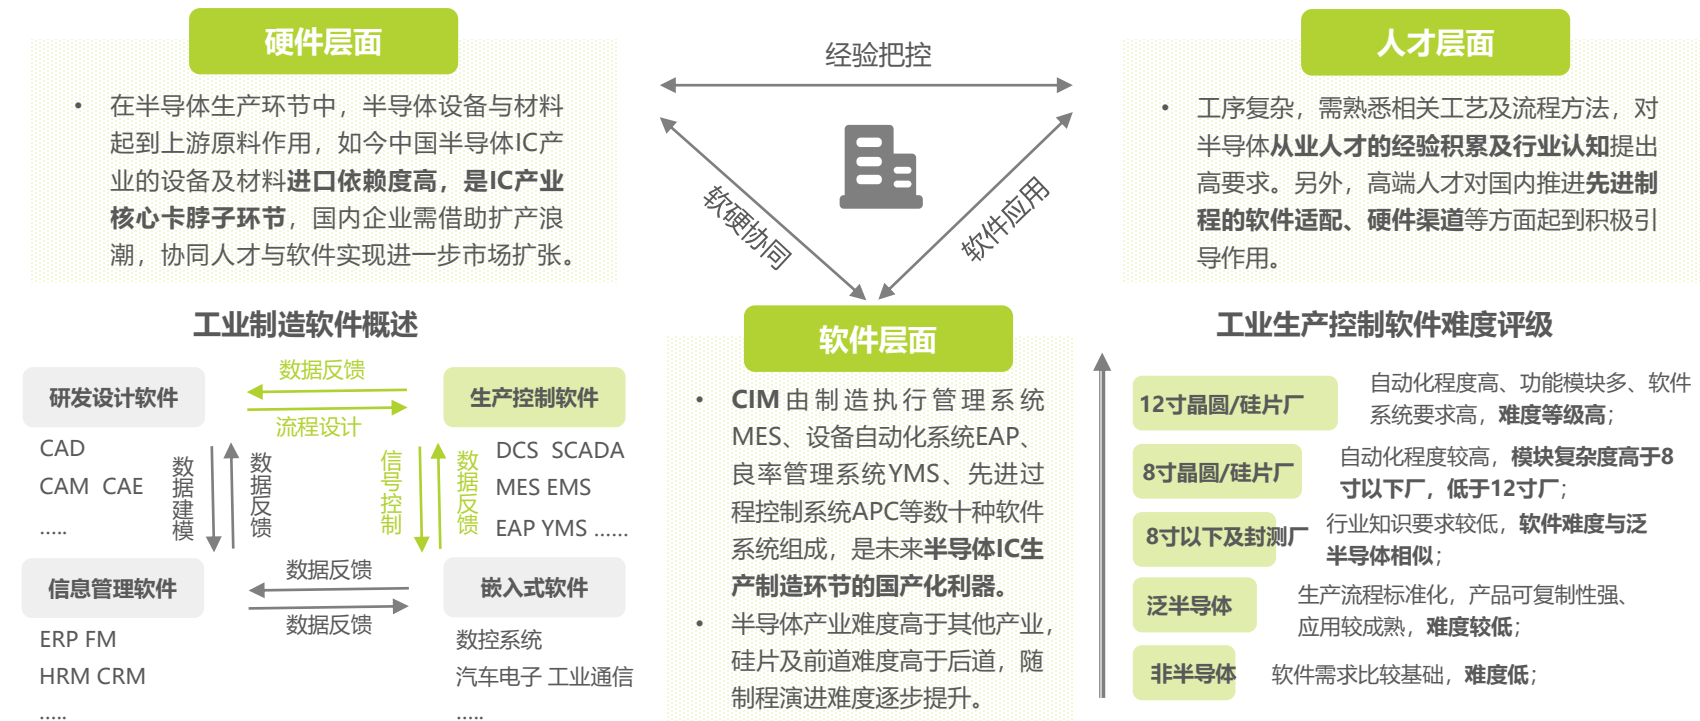 硬件层面
• 在半导体生产环节中，半导体设备与材料
起到上游原料作用，如今中国半导体IC产
业的设备及材料进口依赖度高，是IC产业
核心卡脖子环节，国内企业需借助扩产浪
潮，协同人才与软件实现进一步市场扩张。
经验把控
软硬协同
软件应用
人才层面
• 工序复杂，需熟悉相关工艺及流程方法，对
半导体从业人才的经验积累及行业认知提出
高要求。另外，高端人才对国内推进先进制
程的软件适配、硬件渠道等方面起到积极引
导作用。
工业制造软件概述
研发设计软件
数据反馈
流程设计
生产控制软件
CAD
CAM CAE
.....
数据建模
数据反馈
信号控制
数据反馈
DCS SCADA
MES EMS
EAP YMS ......
信息管理软件
数据反馈
数据反馈
嵌入式软件
ERP FM
HRM CRM
.....
数控系统
汽车电子 工业通信
.....
软件层面
• CIM由制造执行管理系统
MES、设备自动化系统EAP、
良率管理系统YMS、先进过
程控制系统APC等数十种软件
系统组成，是未来半导体IC生
产制造环节的国产化利器。
• 半导体产业难度高于其他产业，
硅片及前道难度高于后道，随
制程演进难度逐步提升。
工业生产控制软件难度评级
12寸晶圆/硅片厂
自动化程度高、功能模块多、软件
系统要求高，难度等级高；
8寸晶圆/硅片厂
自动化程度较高，模块复杂度高于8
寸以下厂，低于12寸厂；
8寸以下及封测厂
行业知识要求较低，软件难度与泛
半导体相似；
泛半导体
生产流程标准化，产品可复制性强、
应用较成熟，难度较低；
非半导体
软件需求比较基础，难度低；